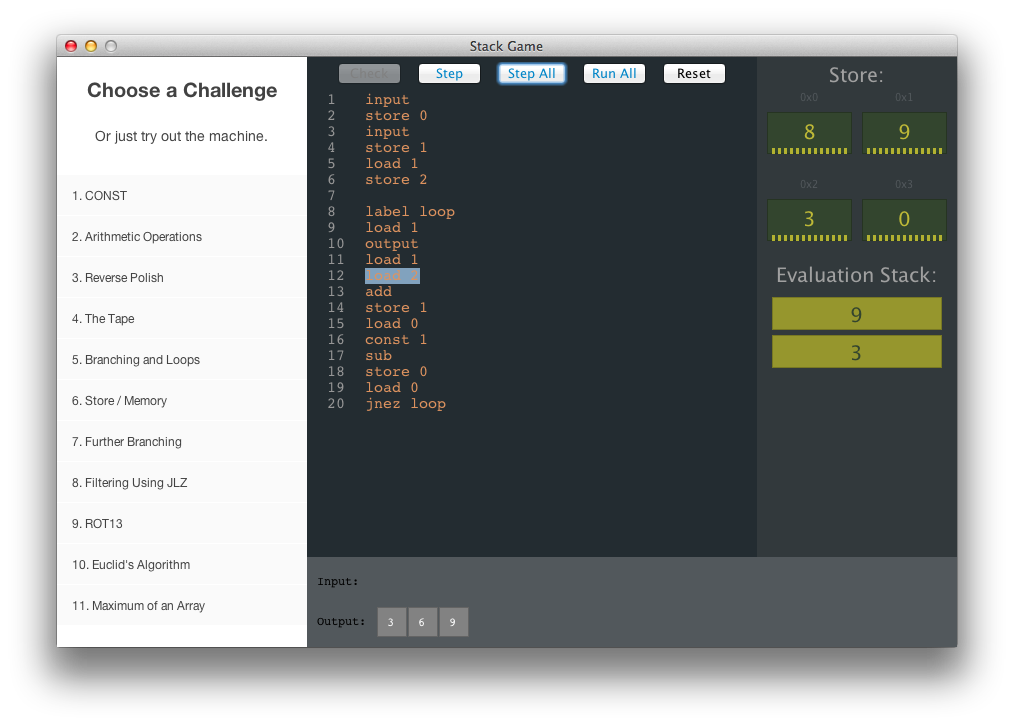 Stack Game
Choose a Challenge
Or just try out the machine.
1. CONST
2. Arithmetic Operations
3. Reverse Polish
4. The Tape
5. Branching and Loops
6. Store / Memory
7. Further Branching
8. Filtering Using JLZ
9. ROT13
10. Euclid's Algorithm
11. Maximum of an Array
Check Step Step All Run All Reset
1 input
2 store 0
3 input
4 store 1
5 load 1
6 store 2
7
8 label loop
9 load 1
10 output
11 load 1
12 load 2
13 add
14 store 1
15 load 0
16 const 1
17 sub
18 store 0
19 load 0
20 jnez loop
Store:
0x0 0x1
8 9
0x2 0x3
3 0
Evaluation Stack:
9
3
Input:
Output: 3 6 9